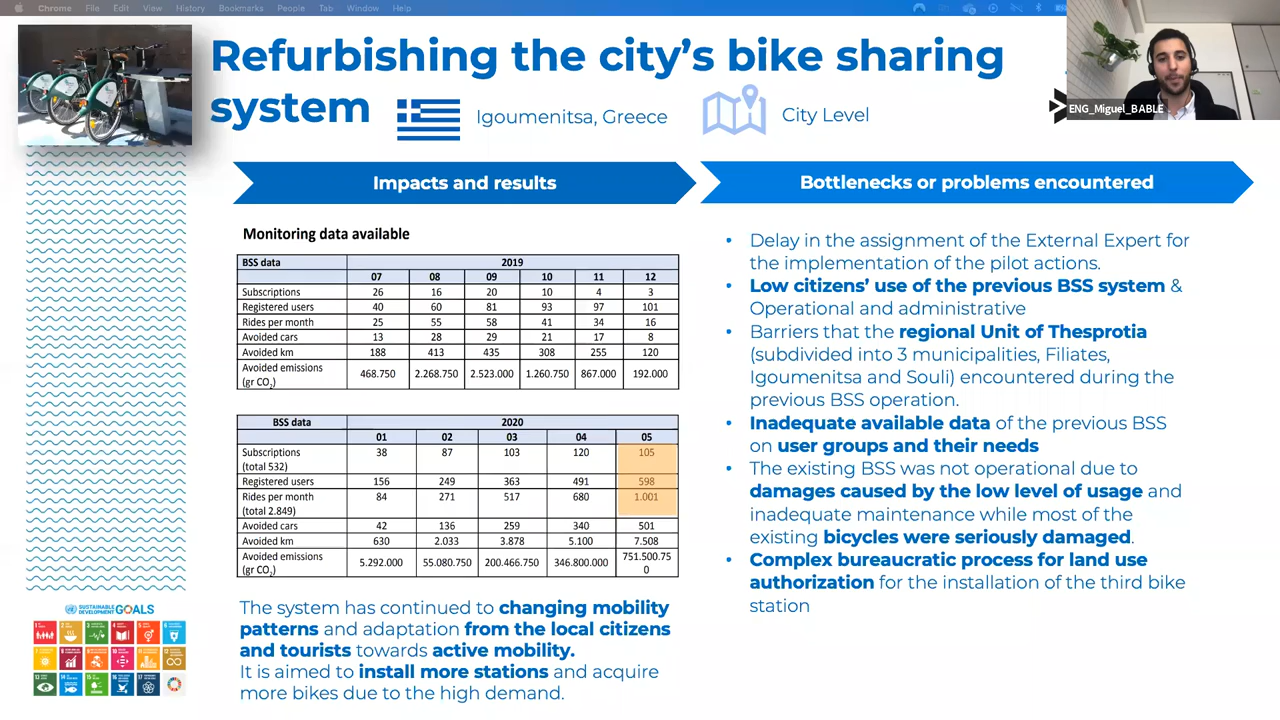 Chrome File Edit View History Bookmarks People Tab Window Help
Refurbishing the city's bike sharing
system
Igoumenitsa, Greece
City Level
ENG_Miguel_BABLE
Impacts and results
Bottlenecks or problems encountered
Monitoring data available
BSS data 2019
07 08 09 10 11 12
Subscriptions 26 16 20 10 4 3
Registered users 40 60 81 93 97 101
Rides per month 25 55 58 41 34 16
Avoided cars 13 28 29 21 17 8
Avoided km 188 413 435 308 255 120
Avoided emissions
(gr CO2) 468.750 2.268.750 2.523.000 1.260.750 867.000 192.000
BSS data 2020
01 02 03 04 05
Subscriptions 38 87 103 120 105
(total 532)
Registered users 156 249 363 491 598
Rides per month 84 271 517 680 1.001
(total 2.849)
Avoided cars 42 136 259 340 501
Avoided km 630 2.033 3.878 5.100 7.508
Avoided emissions
(gr CO2) 5.292.000 55.080.750 200.466.750 346.800.000 751.500.75
0
The system has continued to changing mobility
patterns and adaptation from the local citizens
and tourists towards active mobility.
It is aimed to install more stations and acquire
more bikes due to the high demand.
• Delay in the assignment of the External Expert for
the implementation of the pilot actions.
• Low citizens' use of the previous BSS system &
Operational and administrative
• Barriers that the regional Unit of Thesprotia
(subdivided into 3 municipalities, Filiates,
Igoumenitsa and Souli) encountered during the
previous BSS operation.
• Inadequate available data of the previous BSS
on user groups and their needs
• The existing BSS was not operational due to
damages caused by the low level of usage and
inadequate maintenance while most of the
existing bicycles were seriously damaged.
• Complex bureaucratic process for land use
authorization for the installation of the third bike
station
SUSTAINABLE
DEVELOPMENT GOALS